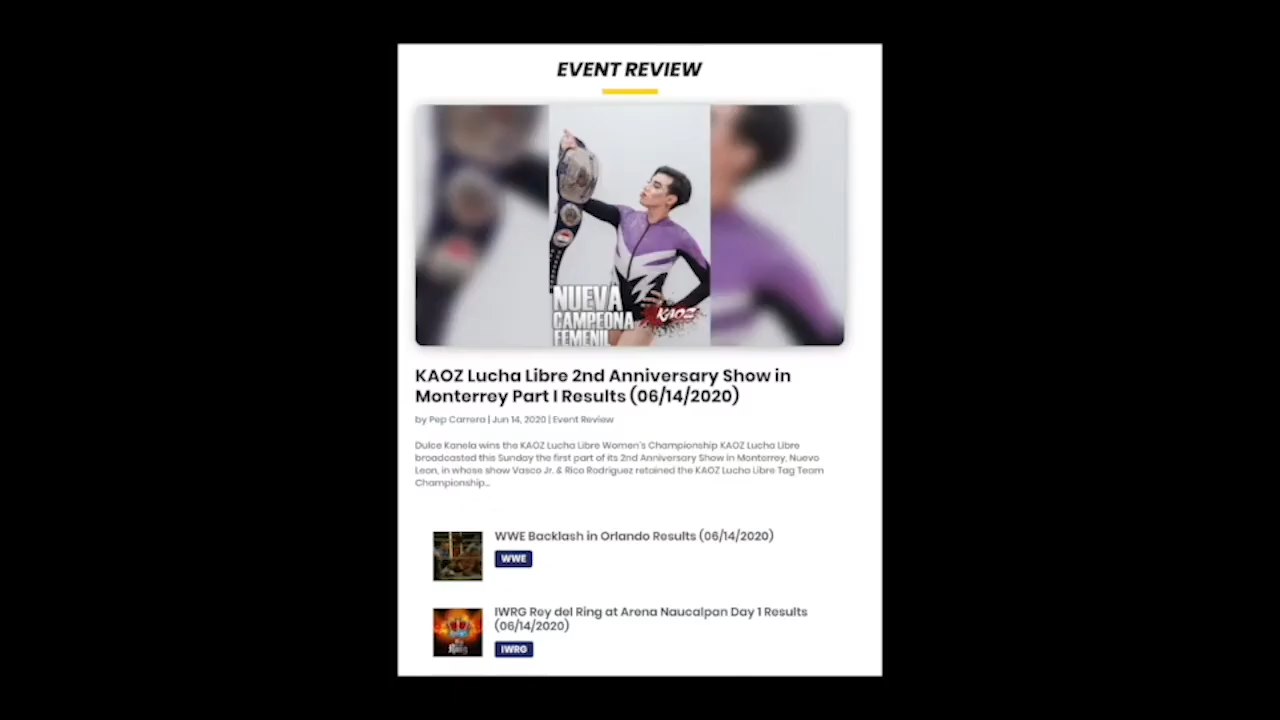 EVENT REVIEW
NUEVA
CAMPEONA
FEMENIL
KAOZ
KAOZ Lucha Libre 2nd Anniversary Show in
Monterrey Part I Results (06/14/2020)
by Pep Carrera | Jun 14, 2020 | Event Review
Dulce Kanela wins the KAOZ Lucha Libre Women's Championship KAOZ Lucha Libre
broadcasted this Sunday the first part of its 2nd Anniversary Show in Monterrey, Nuevo
Leon, in whose show Vasco Jr. & Rico Rodriguez retained the KAOZ Lucha Libre Tag Team
Championship...
WWE Backlash in Orlando Results (06/14/2020)
WWE
IWRG Rey del Ring at Arena Naucalpan Day 1 Results
(06/14/2020)
IWRG